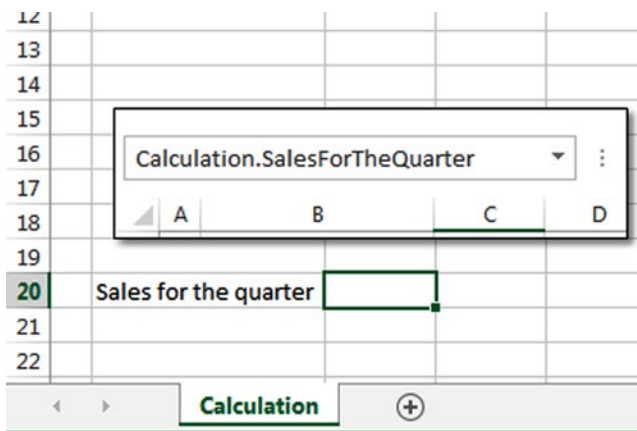 12
13
14
15
16 Calculation.SalesForTheQuarter
17
18 A B C D
19
20 Sales for the quarter
21
22
Calculation